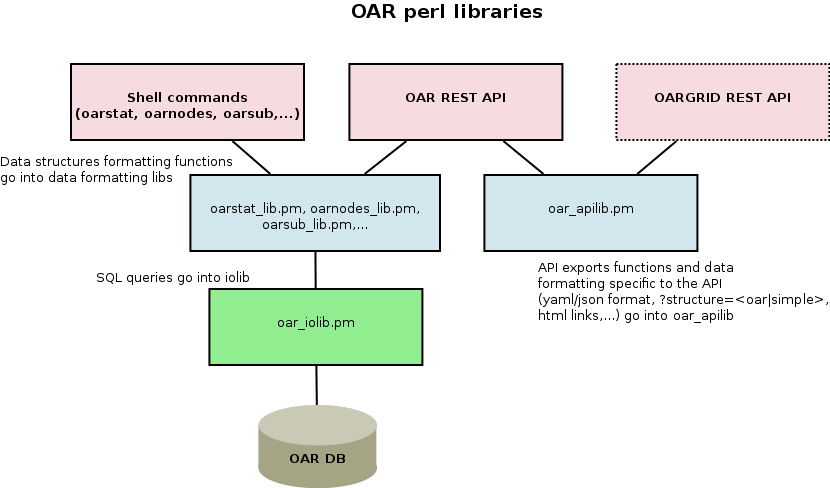 OAR perl libraries
Shell commands
(oarstat, oarnodes, oarsub,...)
OAR REST API
OARGRID REST API
Data structures formatting functions
go into data formatting libs
oarstat_lib.pm, oarnodes_lib.pm,
oarsub_lib.pm,...
oar_apilib.pm
SQL queries go into iolib
API exports functions and data
formatting specific to the API
(yaml/json format, ?structure=<oar|simple>,
html links,...) go into oar_apilib
oar_iolib.pm
OAR DB